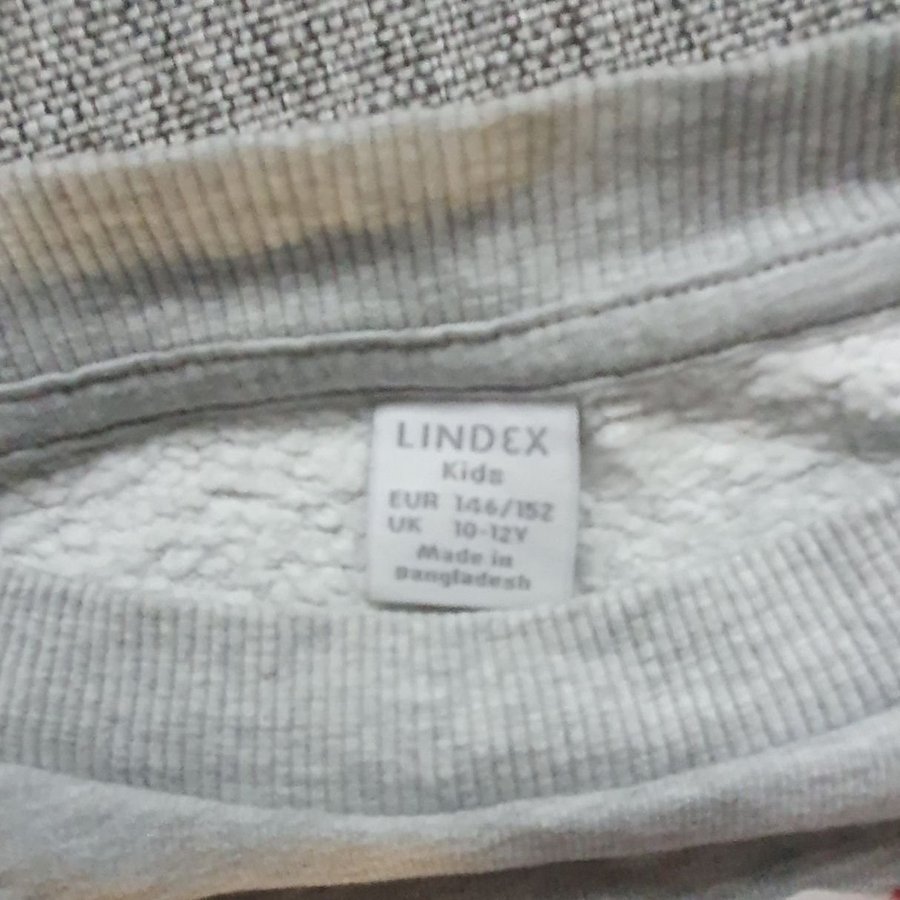 LINDEX
Kids
EUR 146/152
UK 10-12Y
Made in
Bangladesh